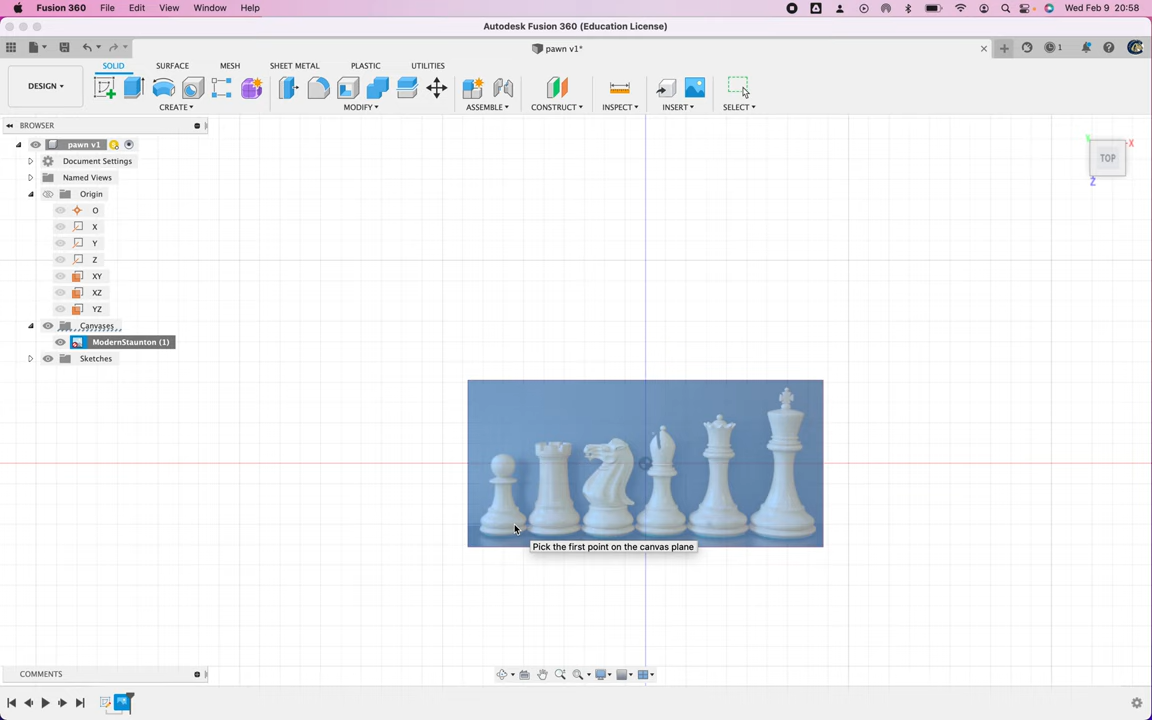 Fusion 360 File Edit View Window Help Wed Feb 9 20:58
Autodesk Fusion 360 (Education License)
pawn v1*
1
SOLID SURFACE MESH SHEET METAL PLASTIC UTILITIES
DESIGN
CREATE MODIFY ASSEMBLE CONSTRUCT INSPECT INSERT SELECT
BROWSER
pawn v1
Document Settings
Named Views
Origin
O
X
Y
Z
XY
XZ
YZ
Canvases
ModernStaunton (1)
Sketches
TOP
X
Z
Pick the first point on the canvas plane
COMMENTS